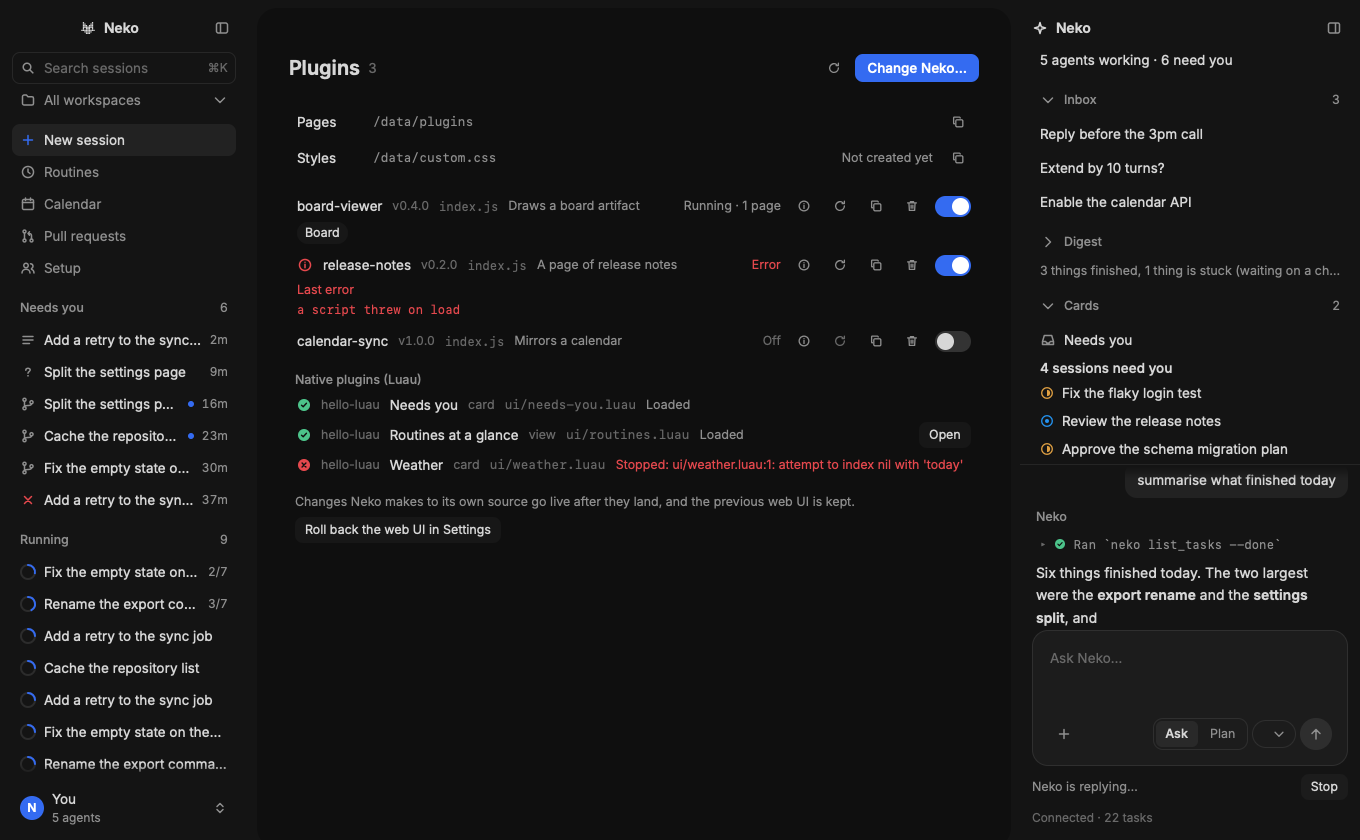 Neko
Search sessions ⌘K
All workspaces
New session
Routines
Calendar
Pull requests
Setup
Needs you 6
Add a retry to the sync... 2m
? Split the settings page 9m
Split the settings p... 16m
Cache the reposito... 23m
Fix the empty state o... 30m
Add a retry to the syn... 37m
Running 9
Fix the empty state on... 2/7
Rename the export co... 3/7
Add a retry to the sync job
Cache the repository list
Add a retry to the sync job
Fix the empty state on the...
Rename the export comma...
N You
5 agents
Plugins 3
Change Neko...
Pages /data/plugins
Styles /data/custom.css Not created yet
board-viewer v0.4.0 index.js Draws a board artifact Running · 1 page
Board
release-notes v0.2.0 index.js A page of release notes Error
Last error
a script threw on load
calendar-sync v1.0.0 index.js Mirrors a calendar Off
Native plugins (Luau)
hello-luau Needs you card ui/needs-you.luau Loaded
hello-luau Routines at a glance view ui/routines.luau Loaded Open
hello-luau Weather card ui/weather.luau Stopped: ui/weather.luau:1: attempt to index nil with 'today'
Changes Neko makes to its own source go live after they land, and the previous web UI is kept.
Roll back the web UI in Settings
Neko
5 agents working · 6 need you
Inbox 3
Reply before the 3pm call
Extend by 10 turns?
Enable the calendar API
Digest
3 things finished, 1 thing is stuck (waiting on a ch...
Cards 2
Needs you
4 sessions need you
Fix the flaky login test
Review the release notes
Approve the schema migration plan
summarise what finished today
Neko
Ran `neko list_tasks --done`
Six things finished today. The two largest
were the export rename and the settings
split, and
Ask Neko...
Ask Plan
Neko is replying... Stop
Connected · 22 tasks